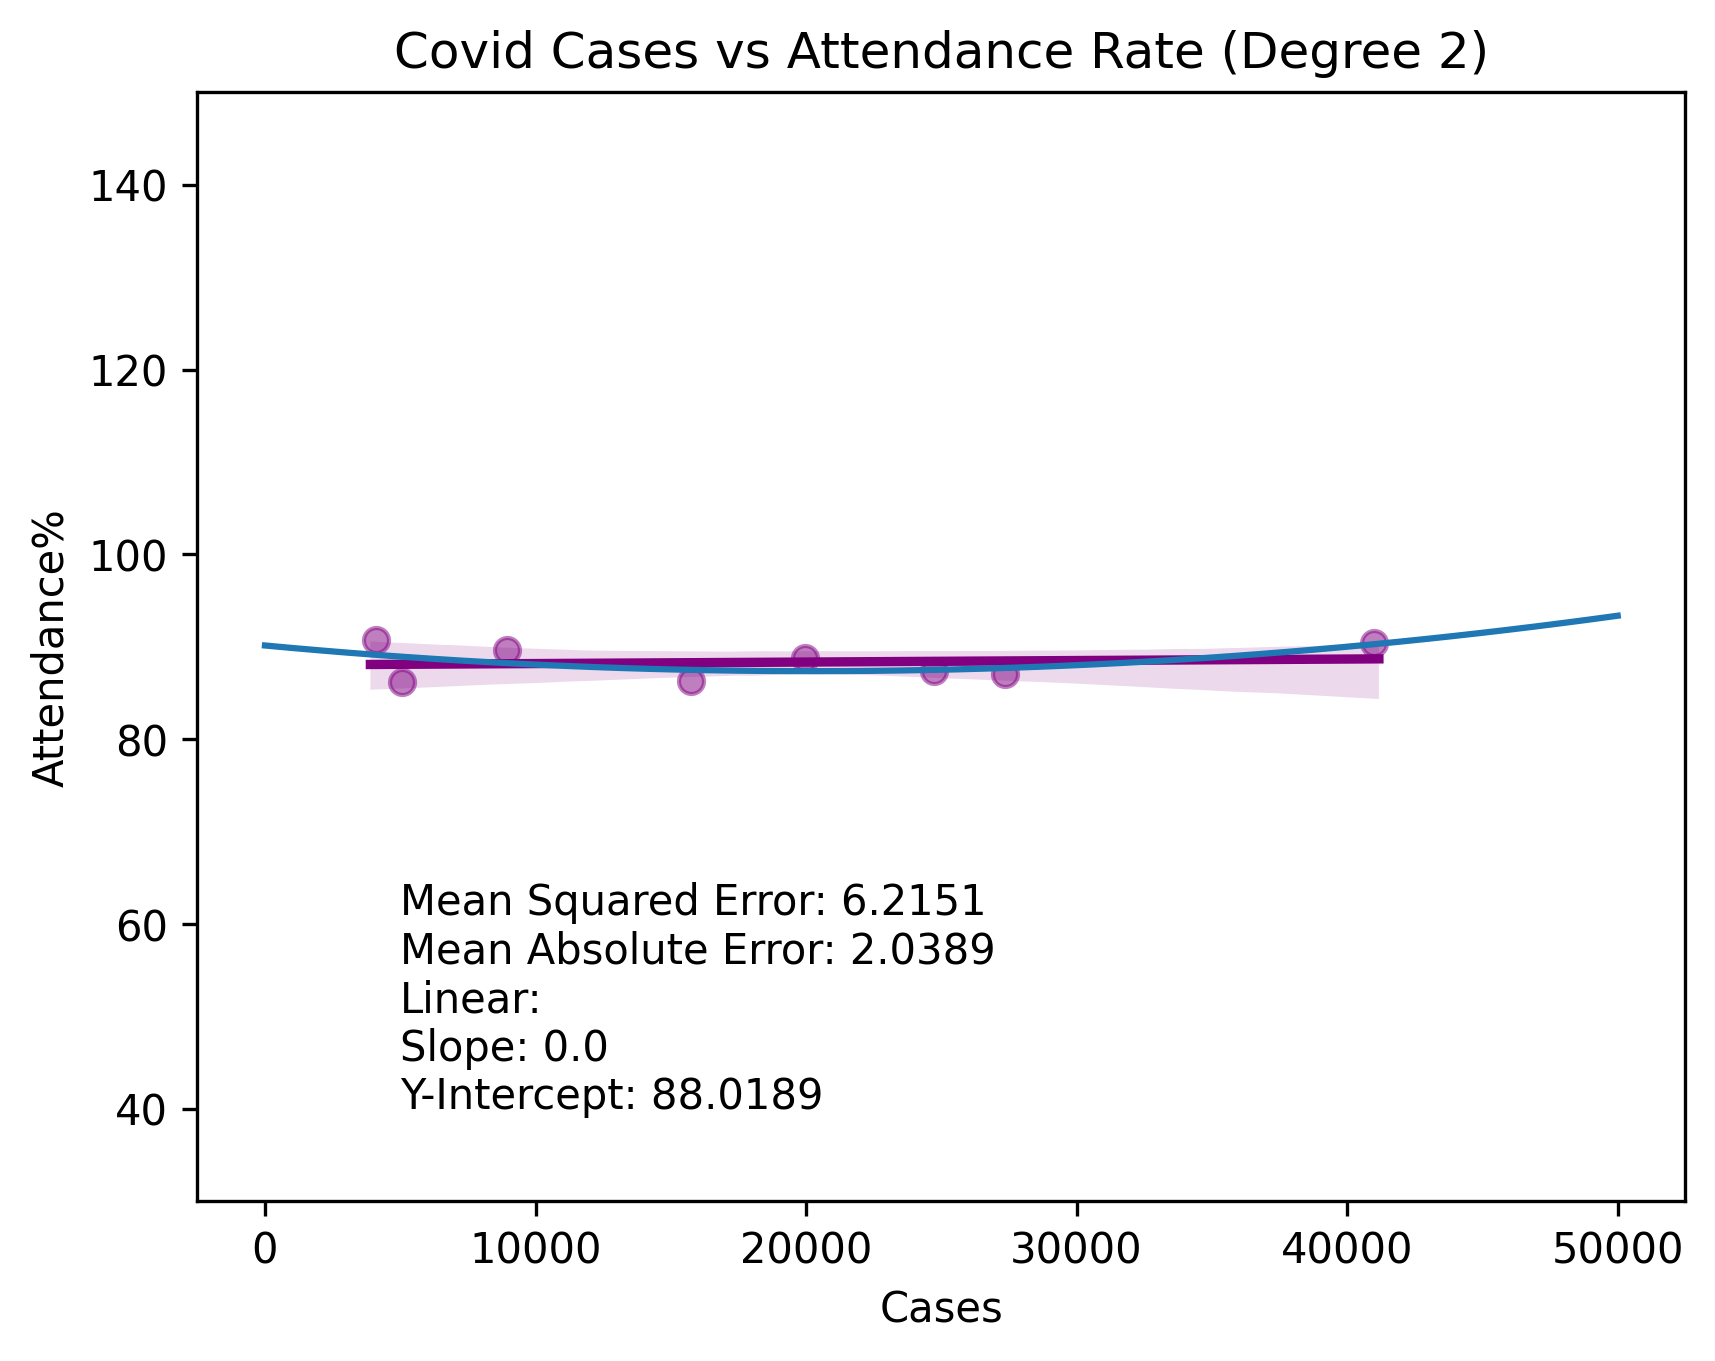 Covid Cases vs Attendance Rate (Degree 2)
Attendance%
140
120
100
80
60
40
Mean Squared Error: 6.2151
Mean Absolute Error: 2.0389
Linear:
Slope: 0.0
Y-Intercept: 88.0189
0 10000 20000 30000 40000 50000
Cases